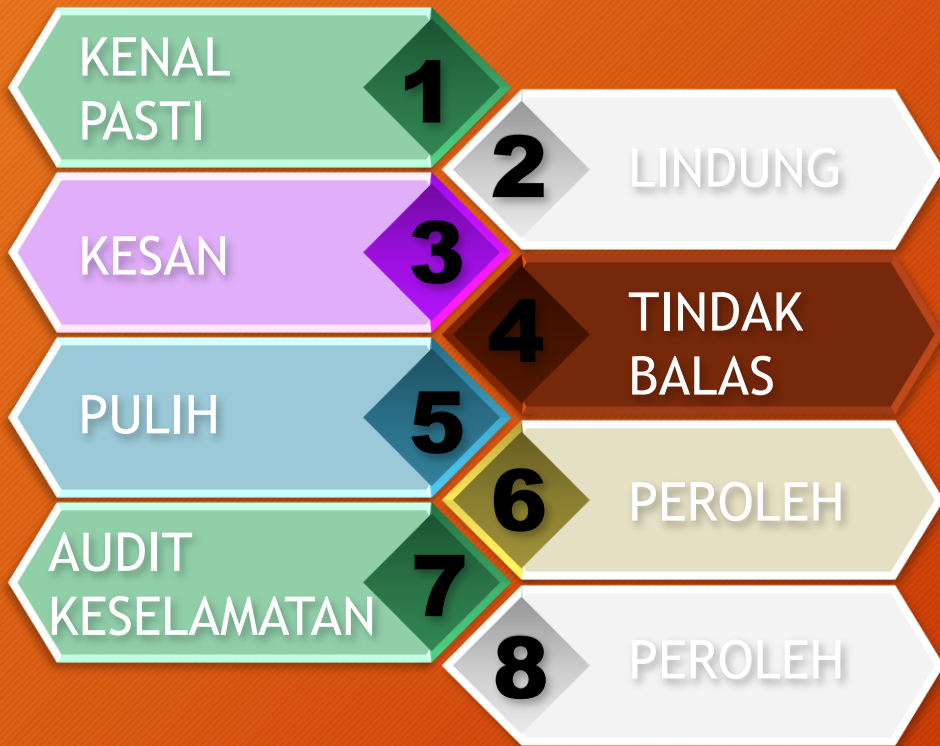 KENAL
PASTI
1
2
LINDUNG
KESAN
3
4
TINDAK
BALAS
PULIH
5
6
PEROLEH
AUDIT
KESELAMATAN
7
8
PEROLEH